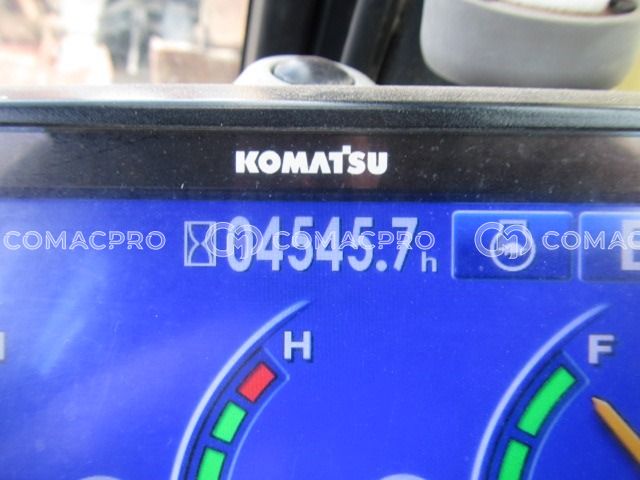 KOMATSU
COMACPRO COMACPRO COMACPRO
04545.7 h
H F